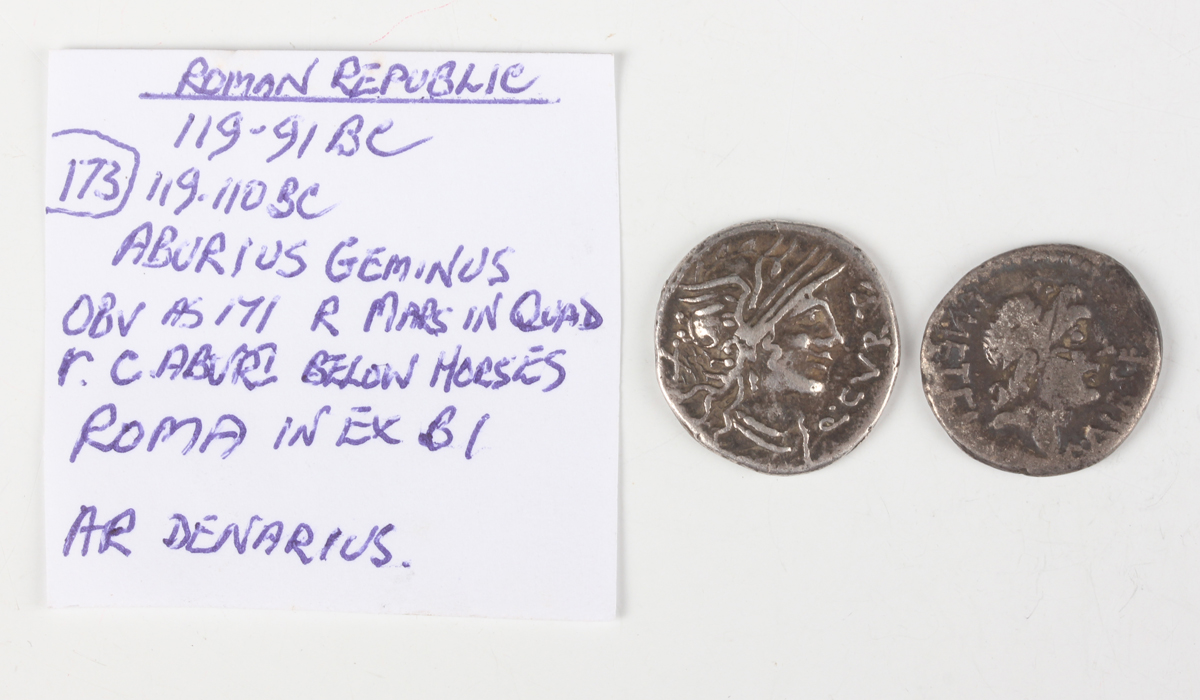 ROMAN REPUBLIC
119-91 BC
173 119-110 BC
ABURIUS GEMINUS
OBV AS 171 R MARS IN QUAD
r. C. ABURI BELOW HORSES
ROMA IN EX B1
AR DENARIUS.
CVRTI